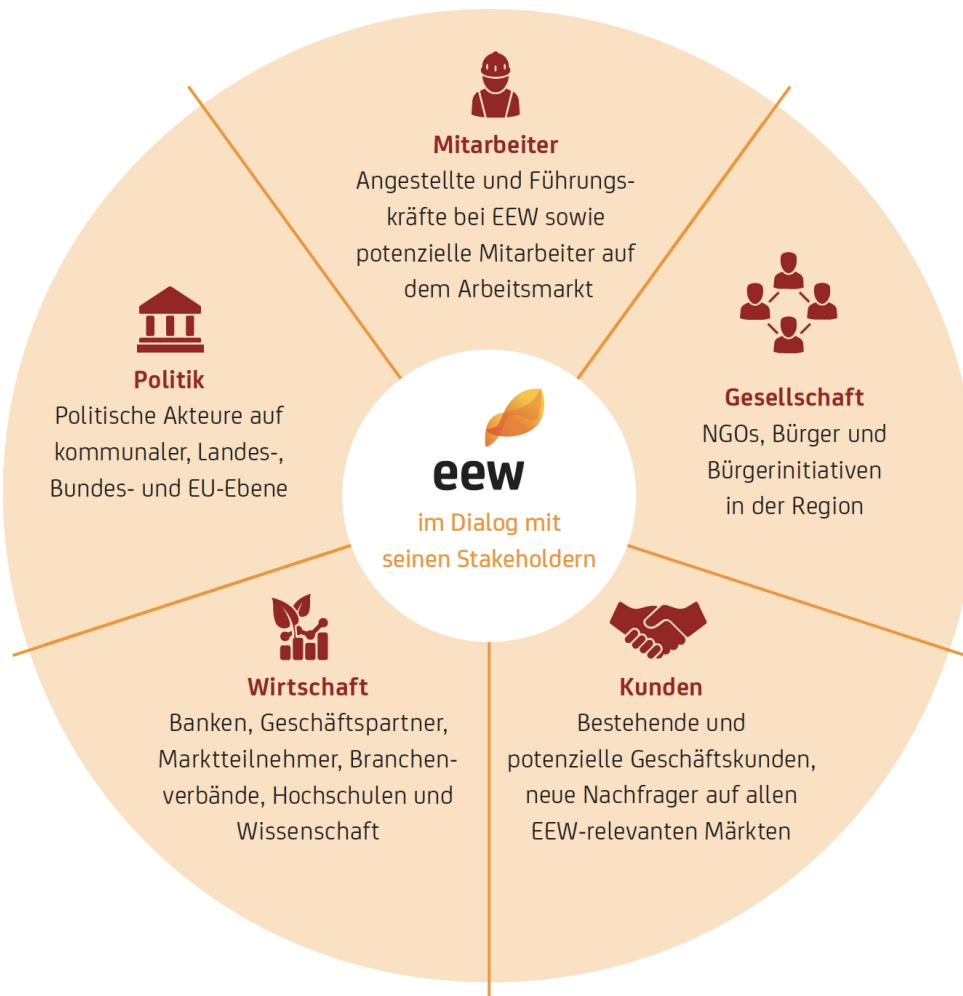 Mitarbeiter
Angestellte und Führungs-
kräfte bei EEW sowie
potenzielle Mitarbeiter auf
dem Arbeitsmarkt
Gesellschaft
NGOs, Bürger und
Bürgerinitiativen
in der Region
Kunden
Bestehende und
potenzielle Geschäftskunden,
neue Nachfrager auf allen
EEW-relevanten Märkten
Wirtschaft
Banken, Geschäftspartner,
Marktteilnehmer, Branchen-
verbände, Hochschulen und
Wissenschaft
Politik
Politische Akteure auf
kommunaler, Landes-,
Bundes- und EU-Ebene
eew
im Dialog mit
seinen Stakeholdern